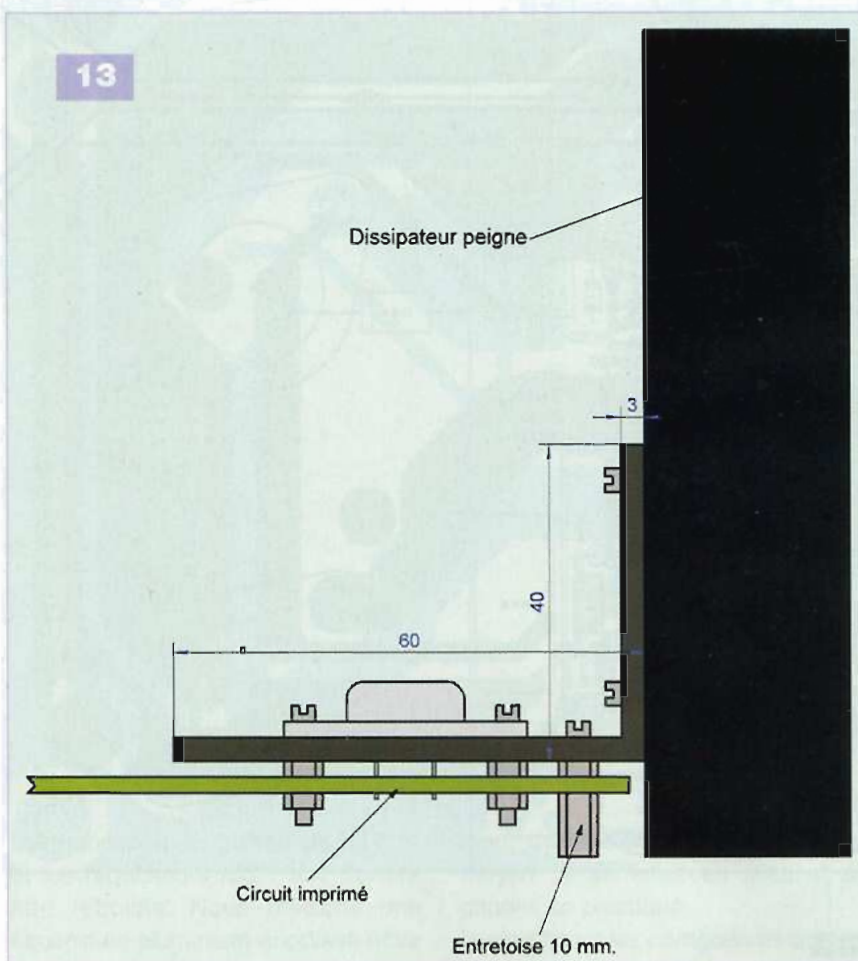 13
Dissipateur peigne
3
40
60
Circuit imprimé
Entretoise 10 mm.